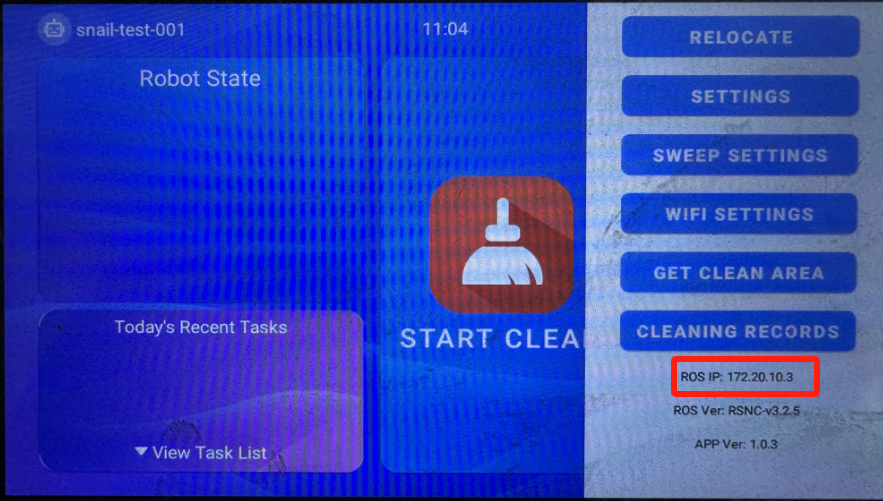 snail-test-001
11:04
Robot State
Today's Recent Tasks
View Task List
START CLEA
RELOCATE
SETTINGS
SWEEP SETTINGS
WIFI SETTINGS
GET CLEAN AREA
CLEANING RECORDS
ROS IP: 172.20.10.3
ROS Ver: RSNC-v3.2.5
APP Ver: 1.0.3